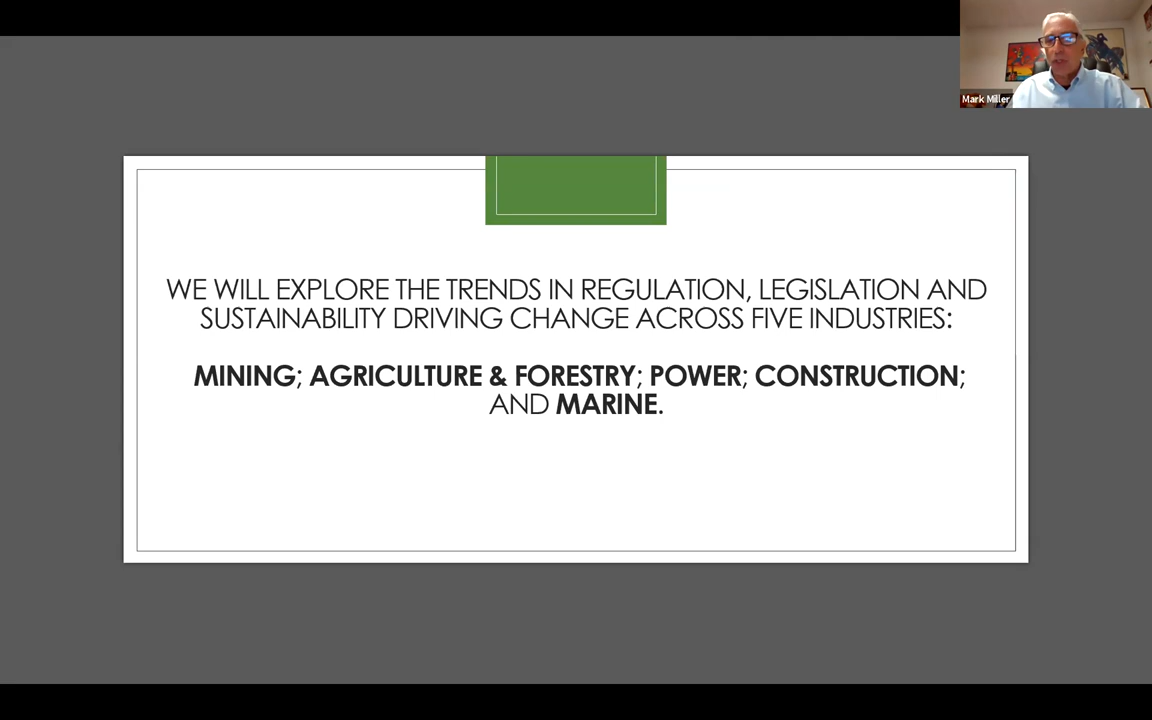 Mark Miller
WE WILL EXPLORE THE TRENDS IN REGULATION, LEGISLATION AND
SUSTAINABILITY DRIVING CHANGE ACROSS FIVE INDUSTRIES:
MINING; AGRICULTURE & FORESTRY; POWER; CONSTRUCTION;
AND MARINE.